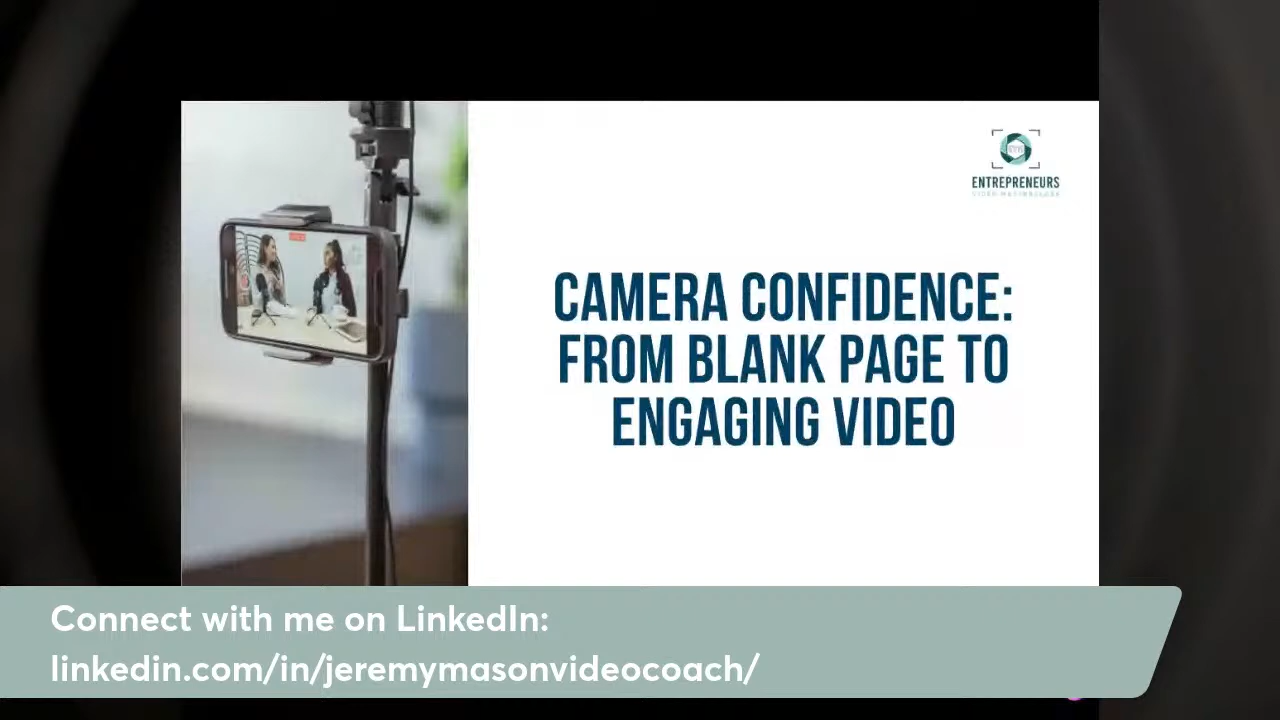 ENTREPRENEURS
CAMERA CONFIDENCE:
FROM BLANK PAGE TO
ENGAGING VIDEO
Connect with me on LinkedIn:
linkedin.com/in/jeremymasonvideocoach/